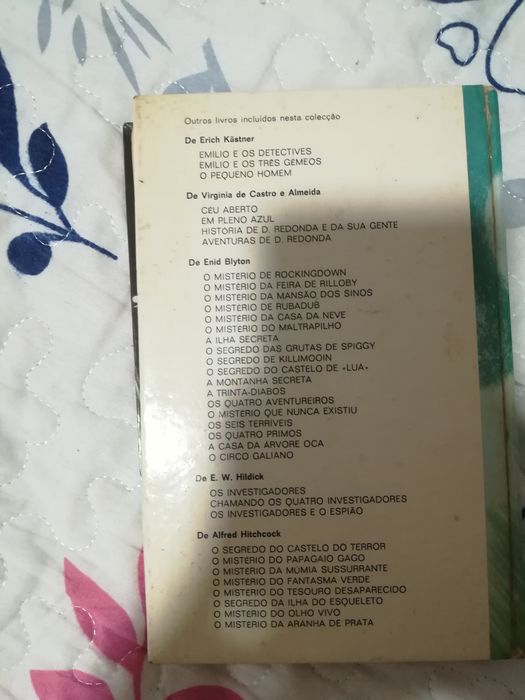 Outros livros incluidos nesta colecção
De Erich Kästner
EMILIO E OS DETECTIVES
EMILIO E OS TRÊS GÉMEOS
O PEQUENO HOMEM
De Virginia de Castro e Almeida
CÉU ABERTO
EM PLENO AZUL
HISTÓRIA DE D. REDONDA E DA SUA GENTE
AVENTURAS DE D. REDONDA
De Enid Blyton
O MISTÉRIO DE ROCKINGDOWN
O MISTÉRIO DA FEIRA DE RILLOBY
O MISTÉRIO DA MANSÃO DOS SINOS
O MISTÉRIO DE RUBADUB
O MISTÉRIO DA CASA DA NEVE
O MISTÉRIO DO MALTRAPILHO
A ILHA SECRETA
O SEGREDO DAS GRUTAS DE SPIGGY
O SEGREDO DE KILLIMOOIN
O SEGREDO DO CASTELO DE «LUA»
A MONTANHA SECRETA
A TRINTA-DIABOS
OS QUATRO AVENTUREIROS
O MISTERIO QUE NUNCA EXISTIU
OS SEIS TERRÍVEIS
OS QUATRO PRIMOS
A CASA DA ÁRVORE OCA
O CIRCO GALIANO
De E. W. Hildick
OS INVESTIGADORES
CHAMANDO OS QUATRO INVESTIGADORES
OS INVESTIGADORES E O ESPIÃO
De Alfred Hitchcock
O SEGREDO DO CASTELO DO TERROR
O MISTÉRIO DO PAPAGAIO GAGO
O MISTÉRIO DA MÚMIA SUSSURRANTE
O MISTÉRIO DO FANTASMA VERDE
O MISTÉRIO DO TESOURO DESAPARECIDO
O SEGREDO DA ILHA DO ESQUELETO
O MISTÉRIO DO OLHO VIVO
O MISTÉRIO DA ARANHA DE PRATA